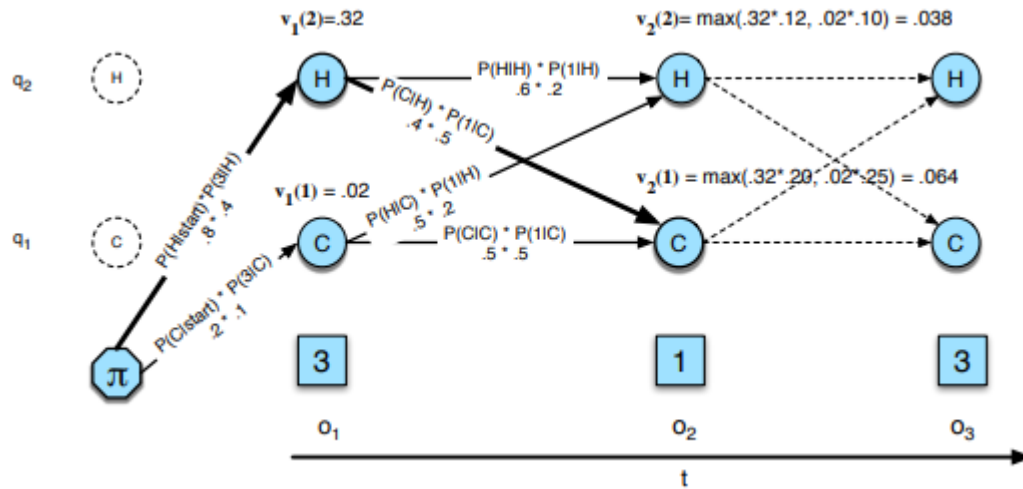 v1(2)=.32
v2(2)= max(.32*.12, .02*.10) = .038
q2
H
H
P(H|H) * P(1|H)
.6 * .2
H
H
P(C|H) * P(1|C)
.4 * .5
P(H|start)*P(3|H)
.8 * .4
v1(1) = .02
P(H|C) * P(1|H)
.5 * .2
v2(1) = max(.32*.20, .02*.25) = .064
q1
C
C
P(C|C) * P(1|C)
.5 * .5
C
C
P(C|start) * P(3|C)
.2 * .1
π
3
1
3
o1
o2
o3
t